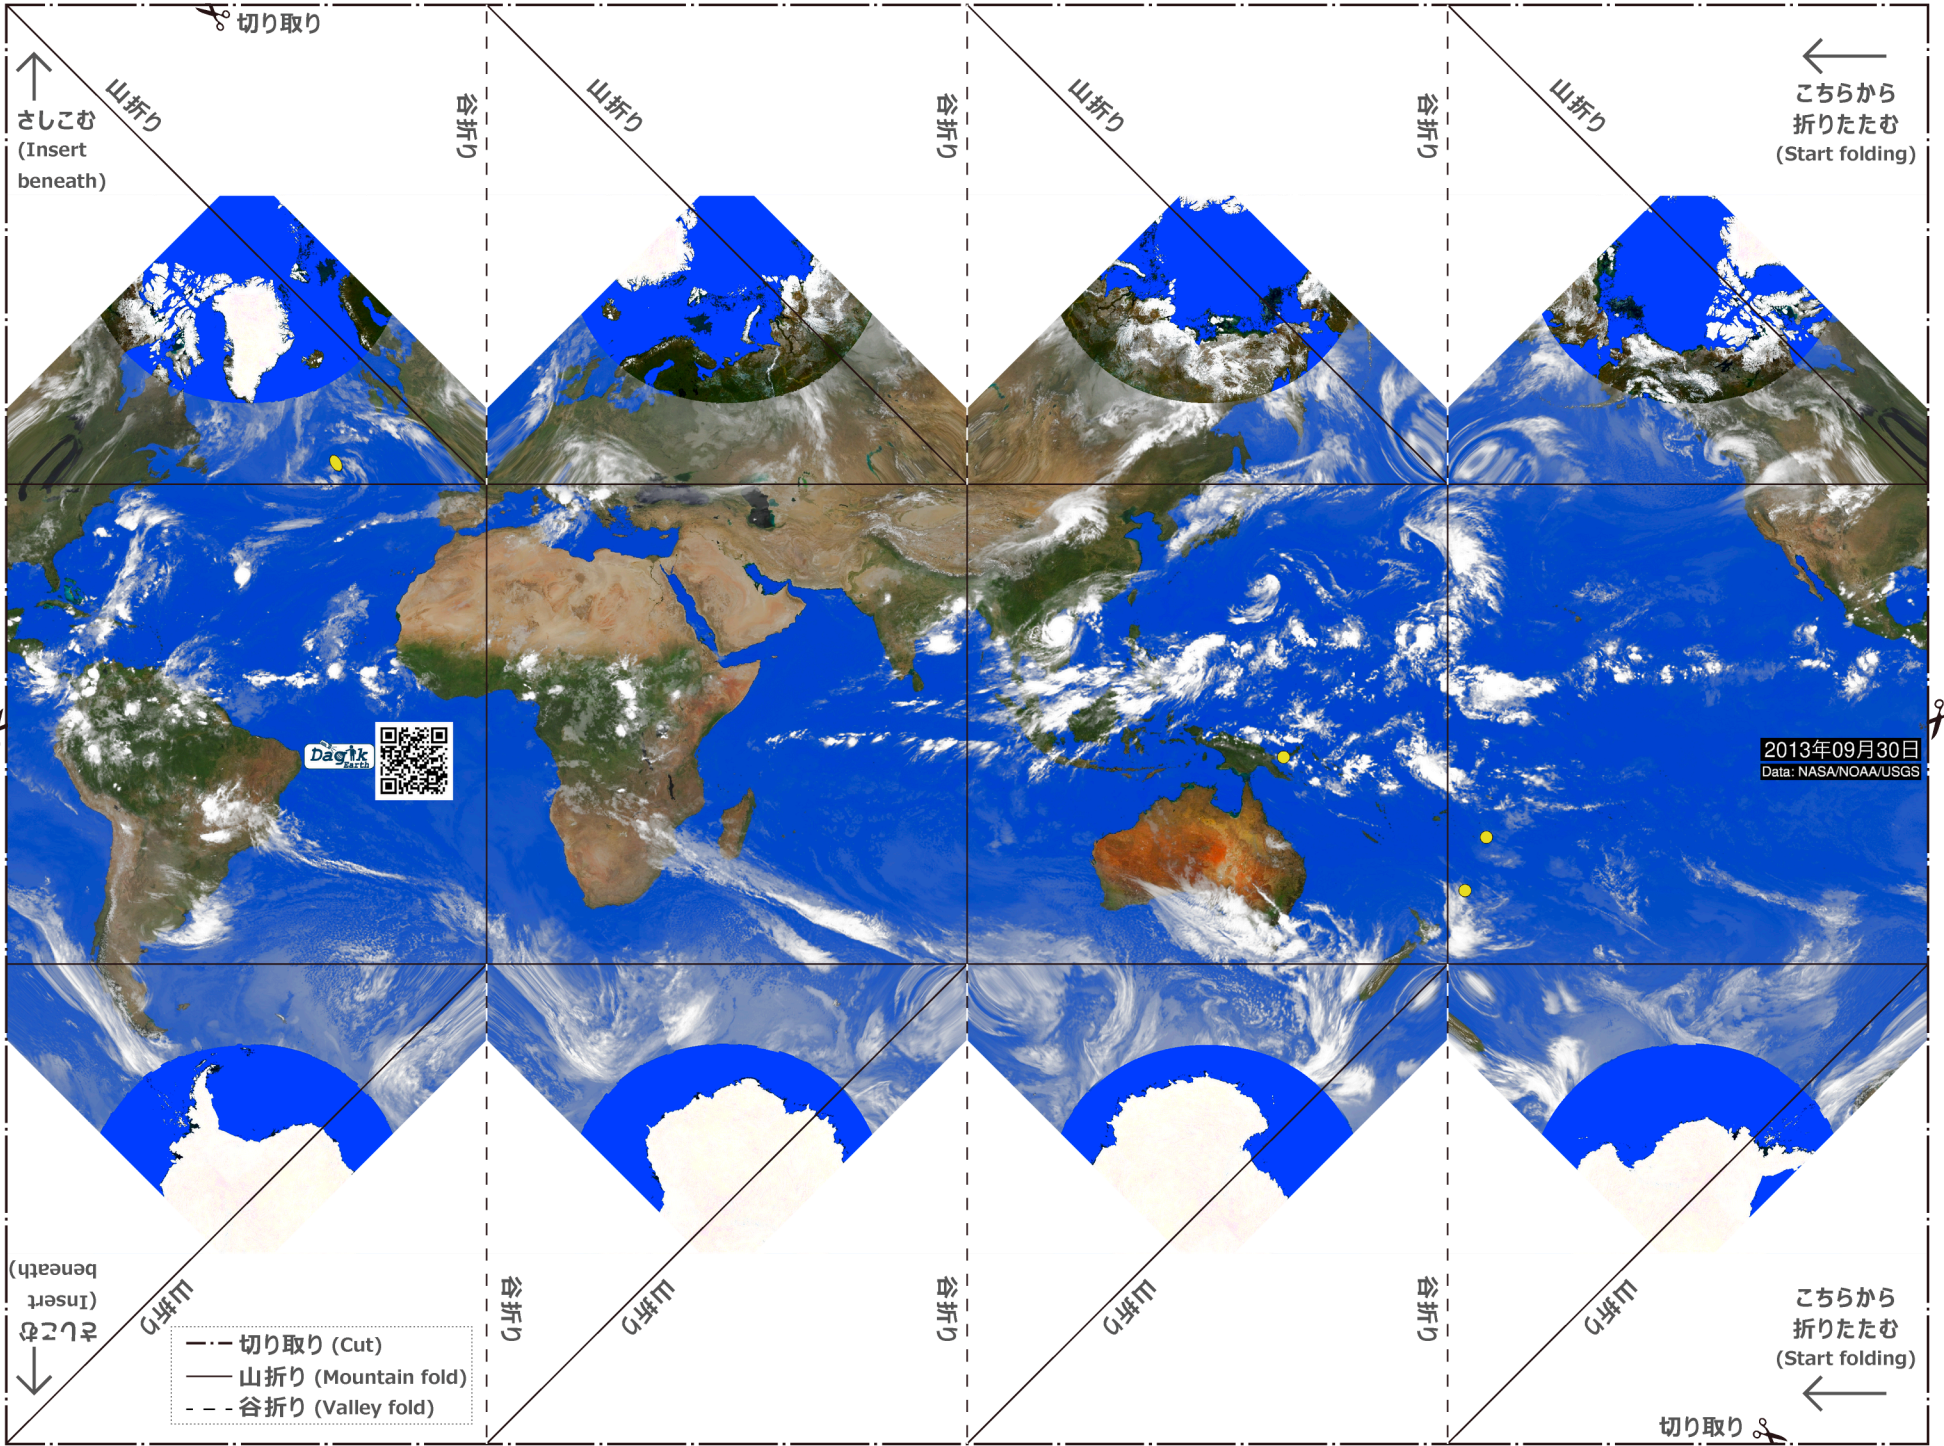 切り取り
山折り
谷折り
山折り
谷折り
山折り
谷折り
山折り
さしこむ
(Insert
beneath)
こちらから
折りたたむ
(Start folding)
Dagik
Earth
2013年09月30日
Data: NASA/NOAA/USGS
さしこむ
(Insert
beneath)
山折り
谷折り
山折り
谷折り
山折り
谷折り
山折り
切り取り (Cut)
山折り (Mountain fold)
谷折り (Valley fold)
こちらから
折りたたむ
(Start folding)
切り取り